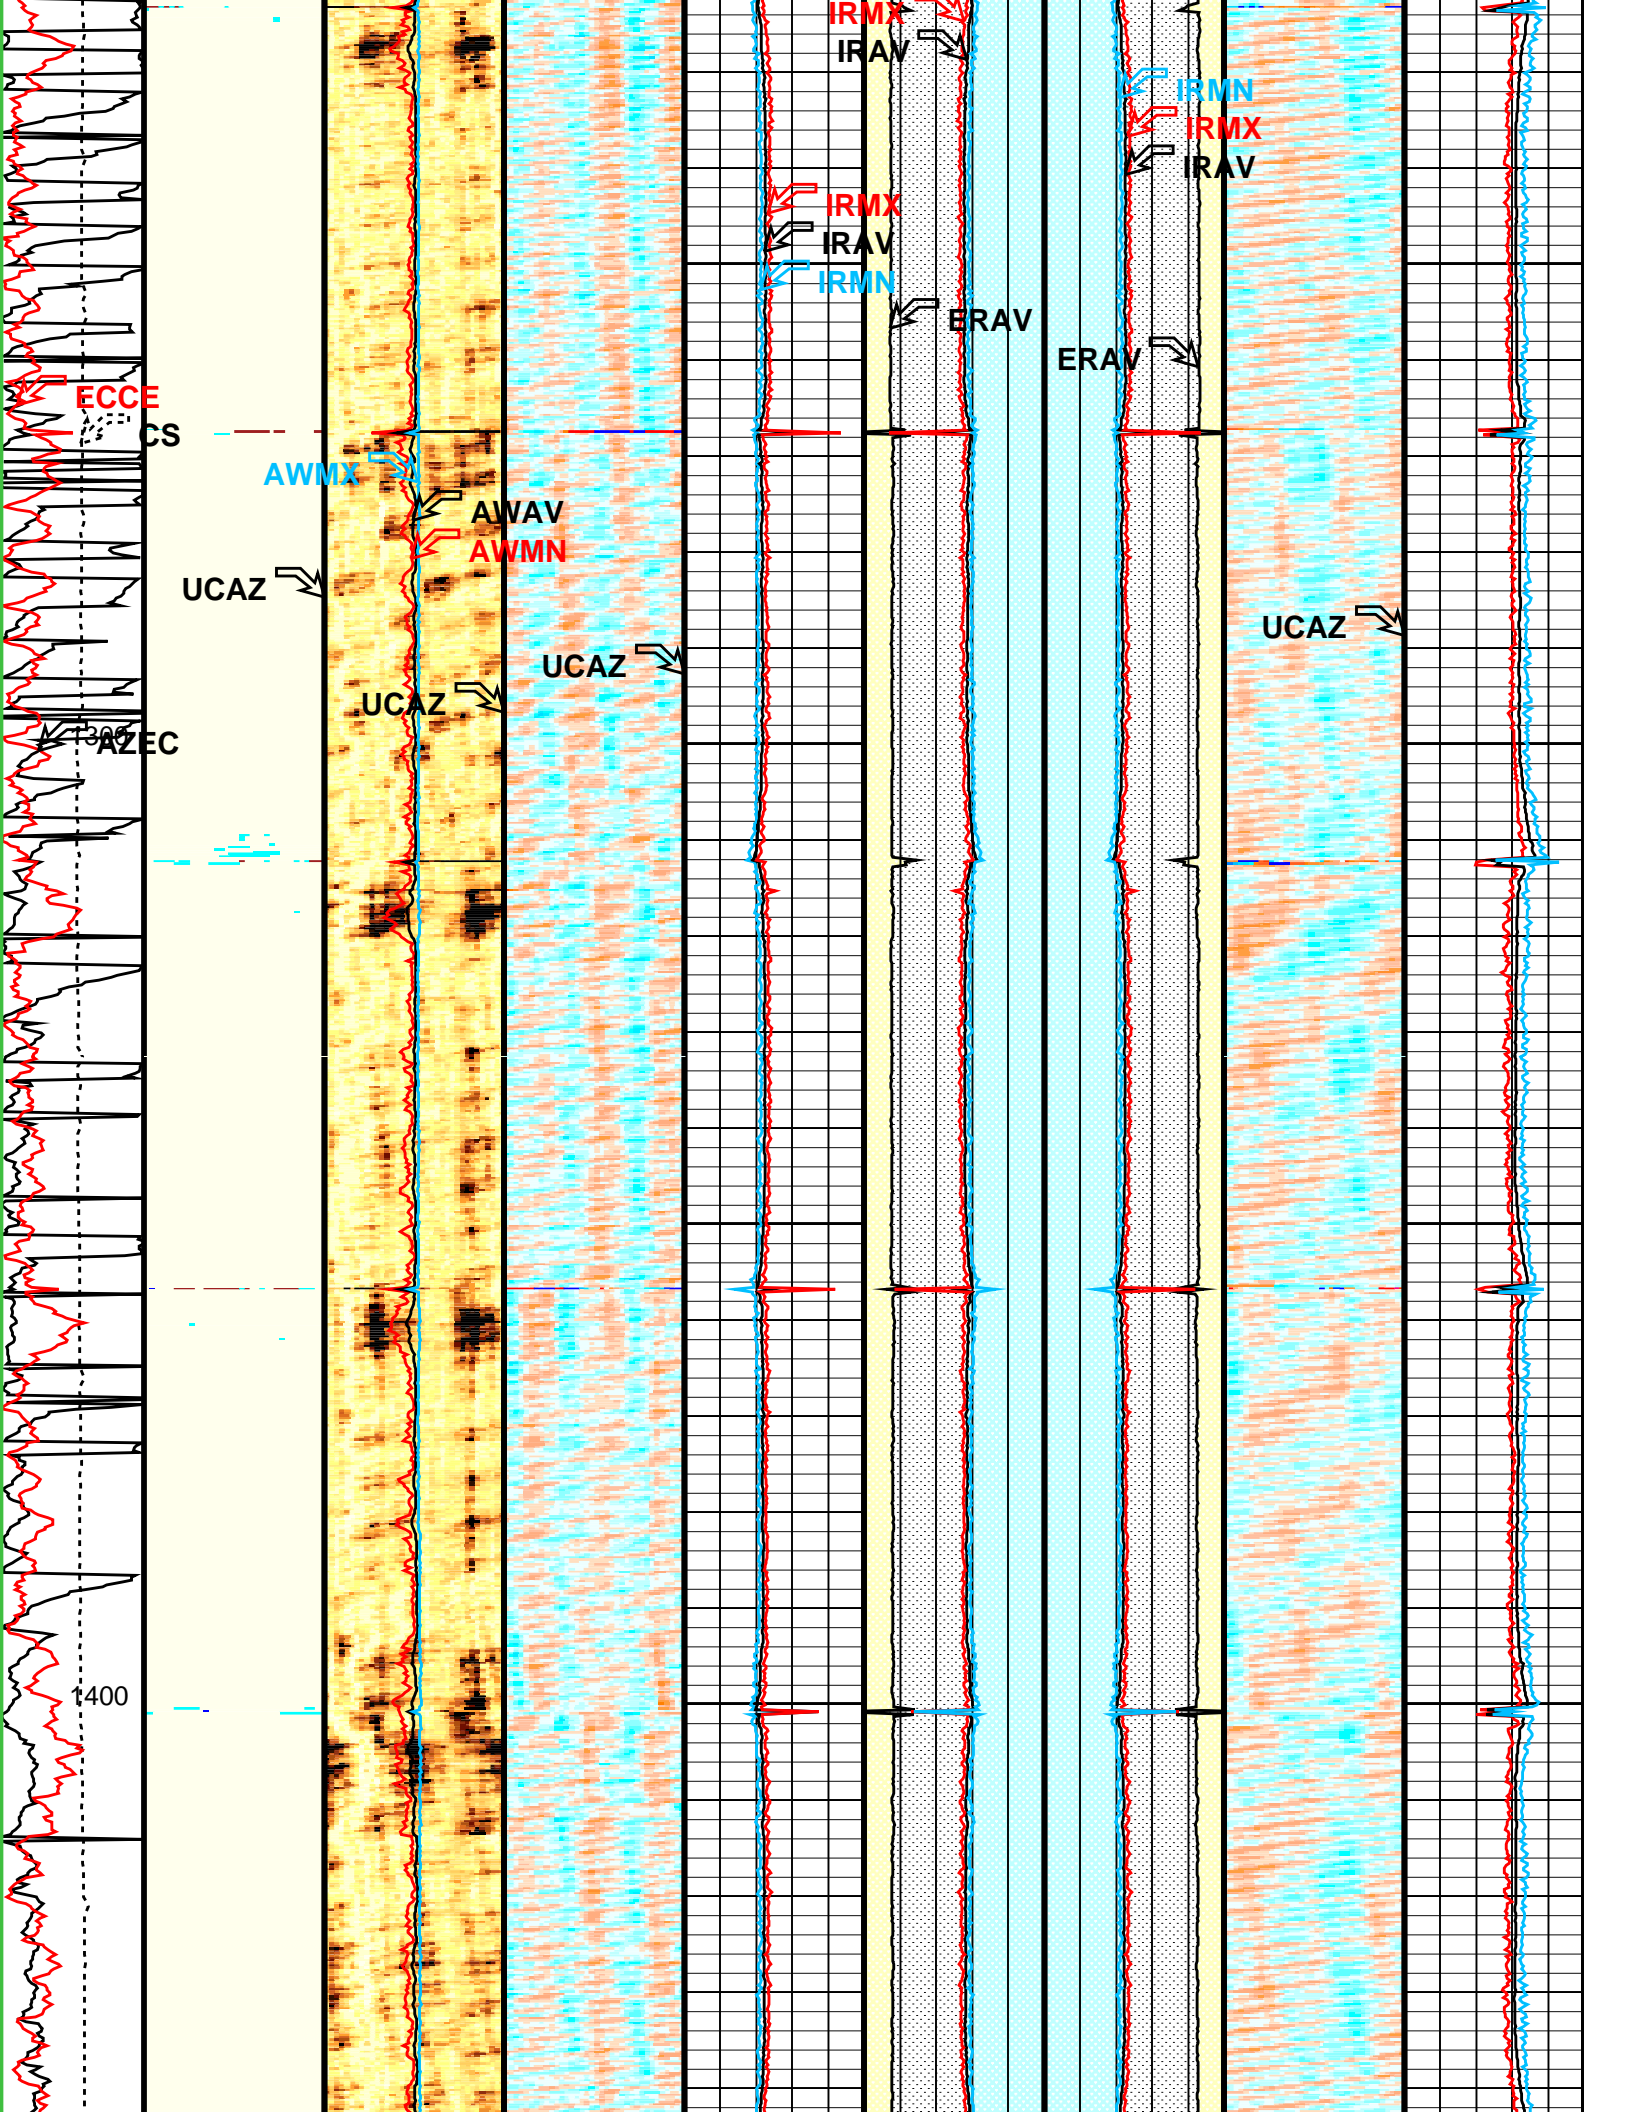 IRMX
IRAV
IRMN
IRMX
IRAV
IRMX
IRAV
IRMN
ERAV
ERAV
ECCE
CS
AWMX
AWAV
AWMN
UCAZ
UCAZ
UCAZ
UCAZ
1300
AZEC
1400